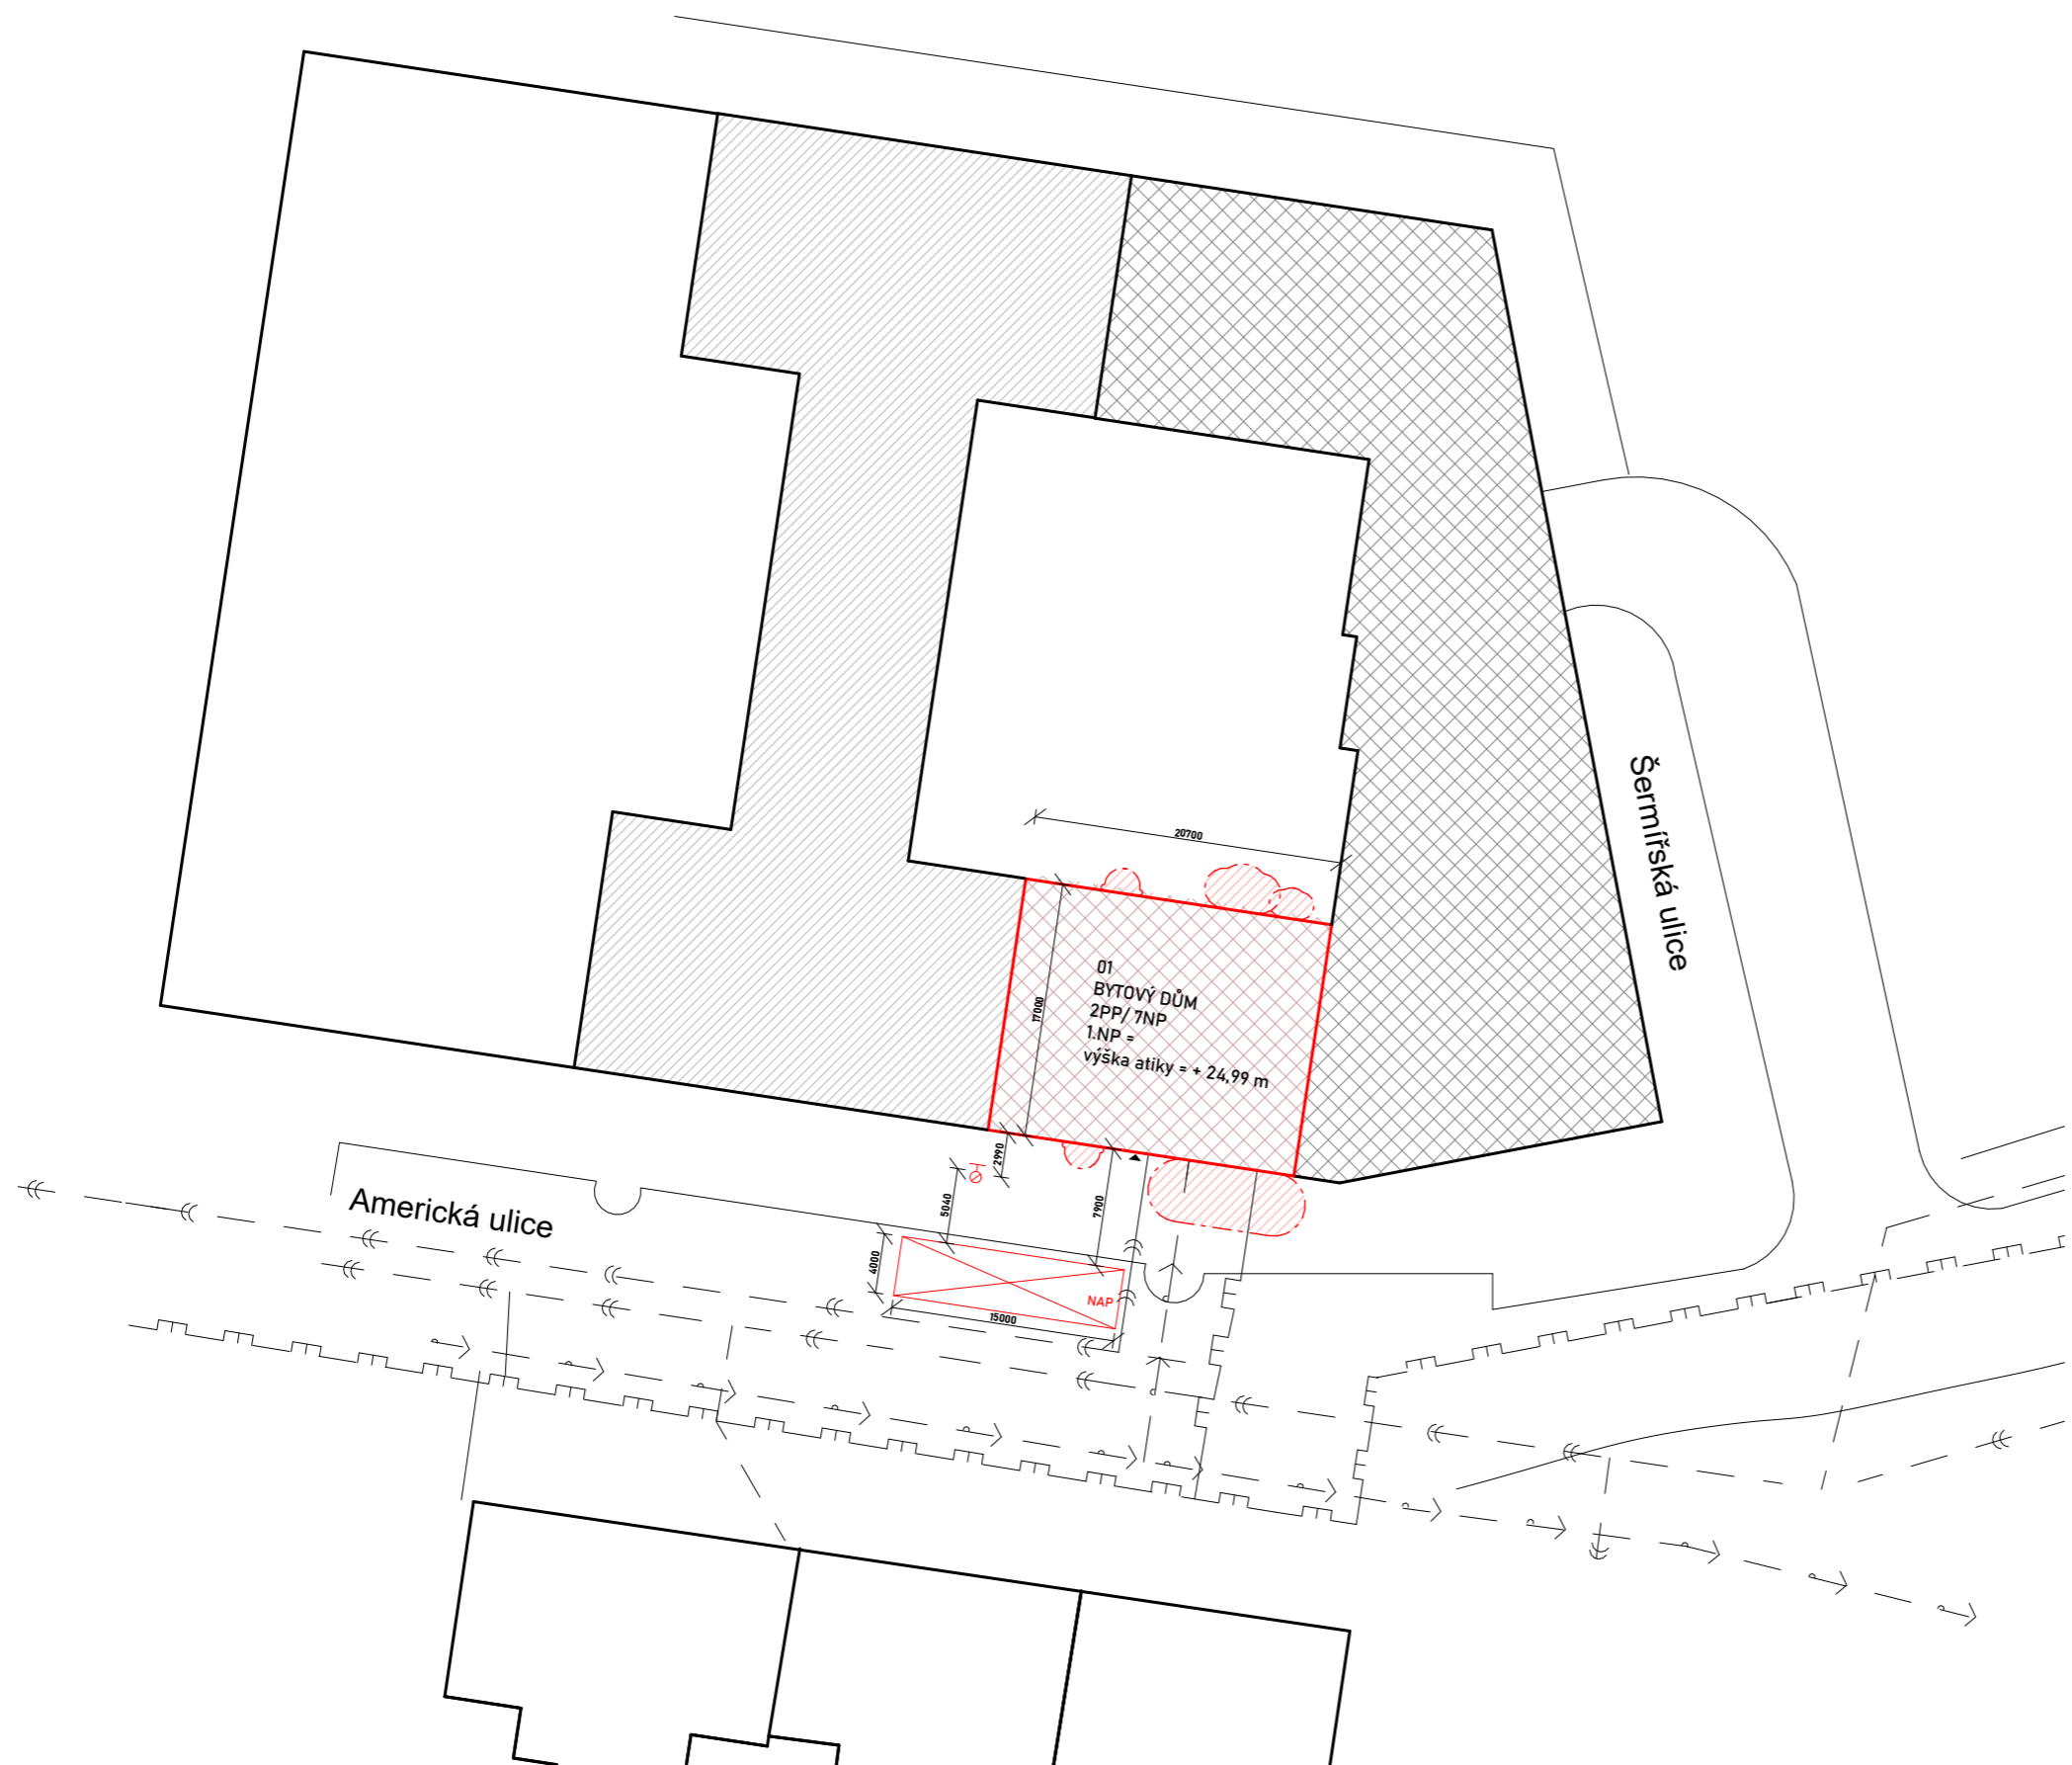 20700
Šermířská ulice
17000
01
BYTOVÝ DŮM
2PP/ 7NP
1.NP =
výška atiky = + 24,99 m
2990
5040
7900
Americká ulice
4000
NAP
15000